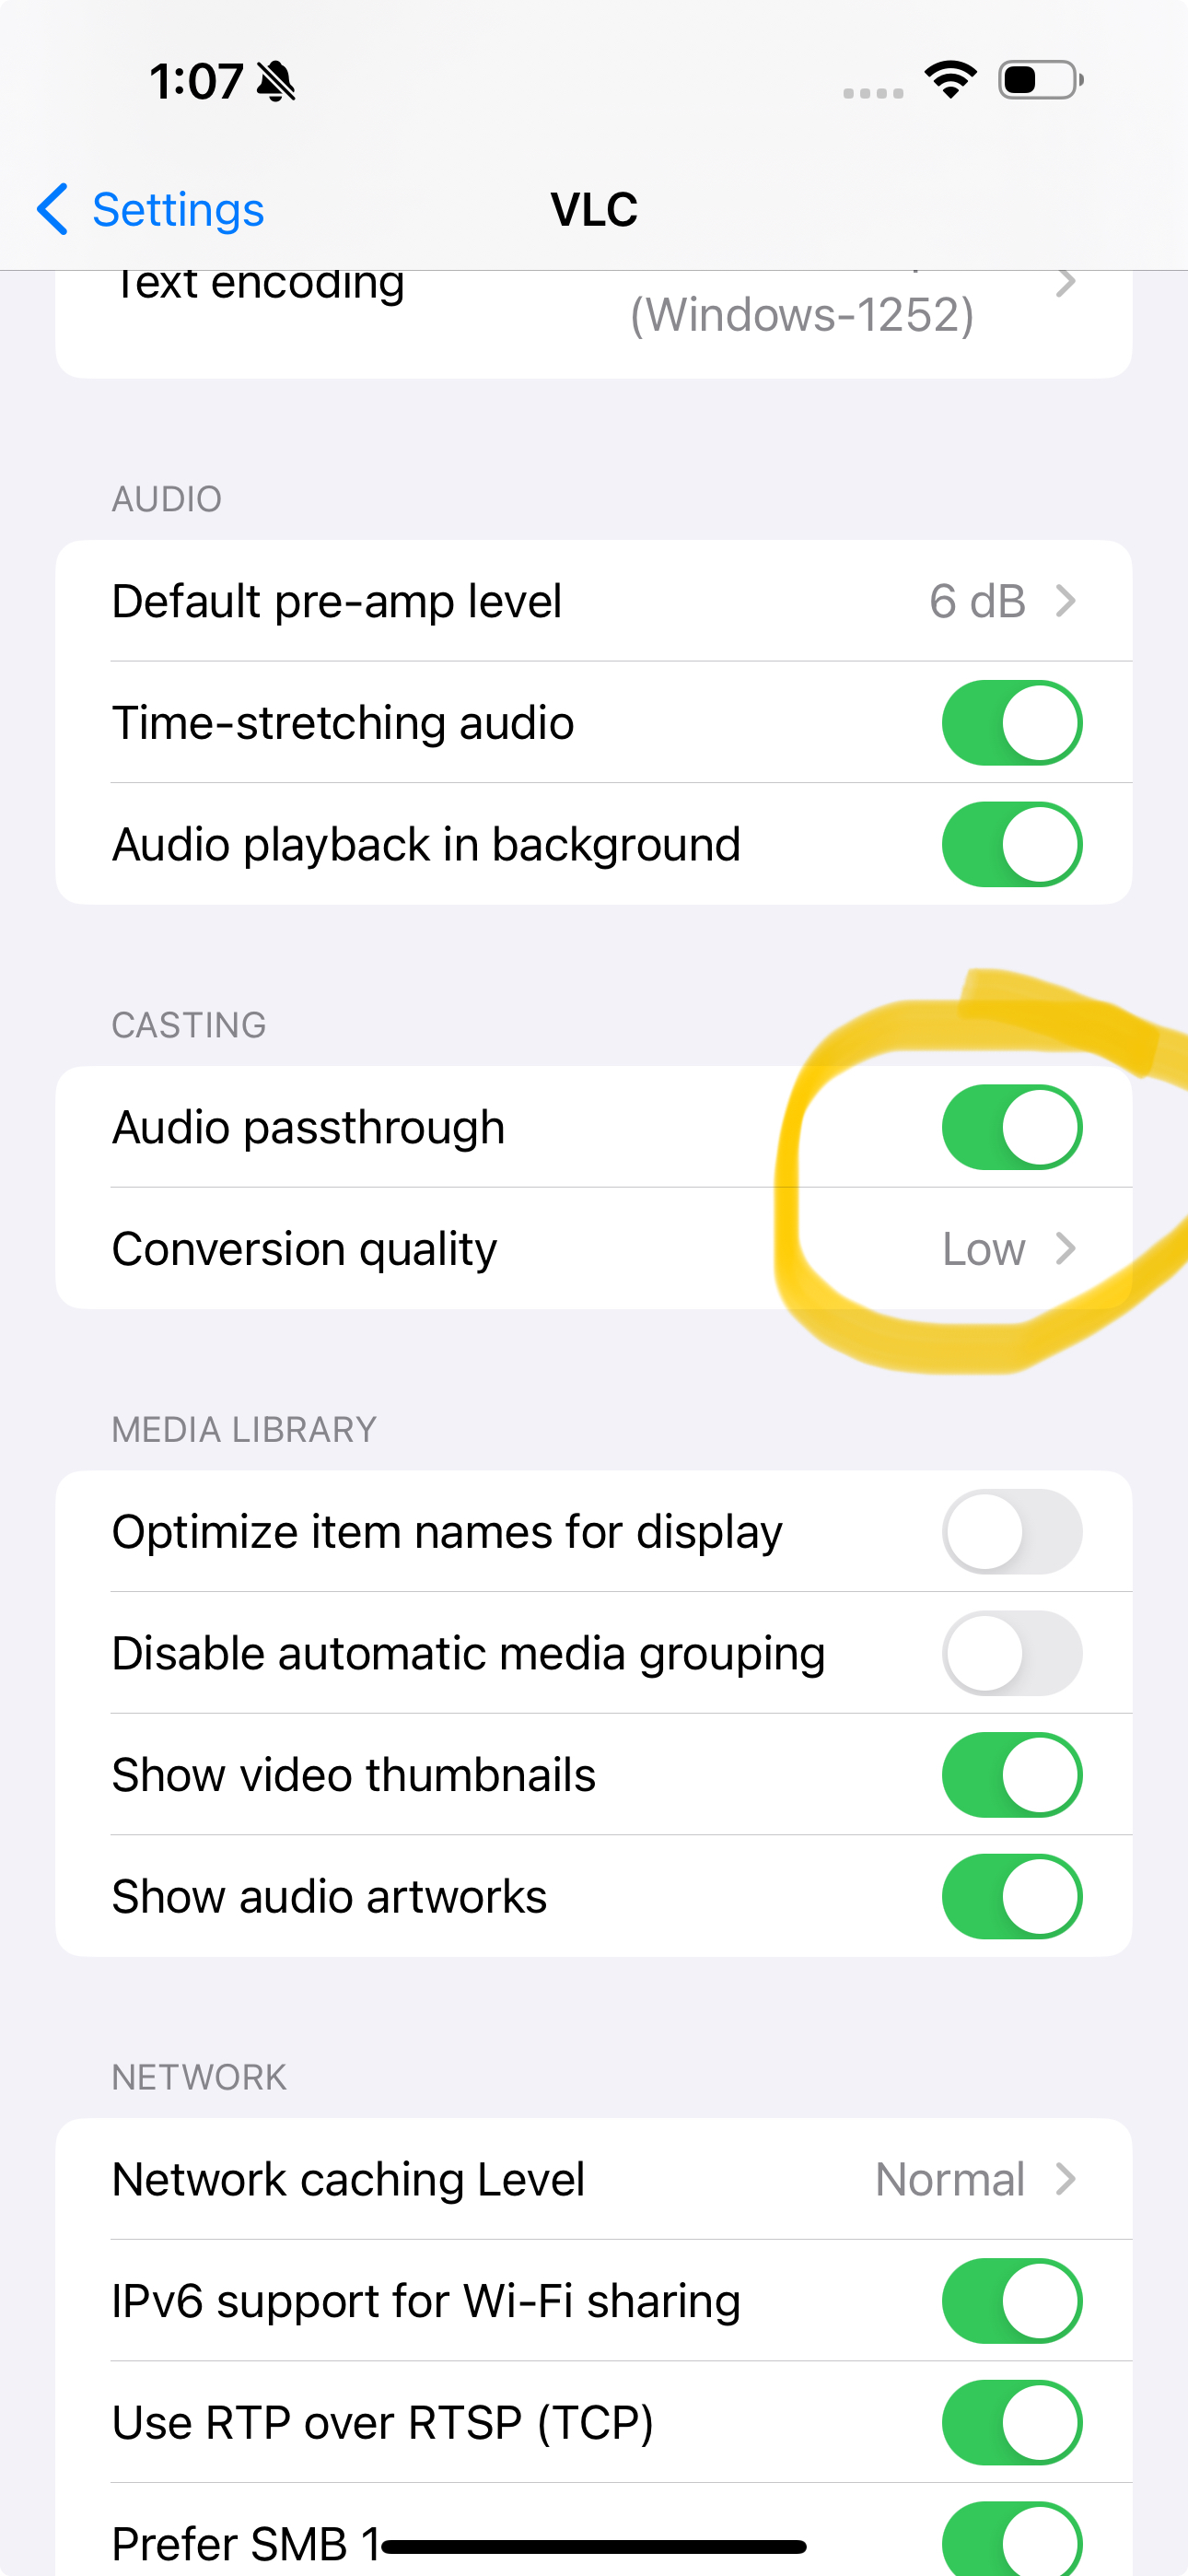 1:07
Settings
VLC
Text encoding
(Windows-1252)
AUDIO
Default pre-amp level 6 dB
Time-stretching audio
Audio playback in background
CASTING
Audio passthrough
Conversion quality Low
MEDIA LIBRARY
Optimize item names for display
Disable automatic media grouping
Show video thumbnails
Show audio artworks
NETWORK
Network caching Level Normal
IPv6 support for Wi-Fi sharing
Use RTP over RTSP (TCP)
Prefer SMB 1